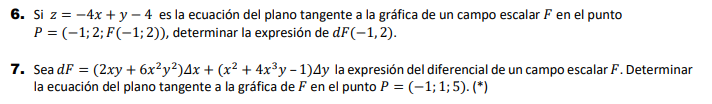 6. Si z = −4x + y − 4 es la ecuación del plano tangente a la gráfica de un campo escalar F en el punto
P = (−1; 2; F(−1; 2)), determinar la expresión de dF(−1, 2).
7. Sea dF = (2xy + 6x²y²)Δx + (x² + 4x³y − 1)Δy la expresión del diferencial de un campo escalar F. Determinar
la ecuación del plano tangente a la gráfica de F en el punto P = (−1; 1; 5). (*)